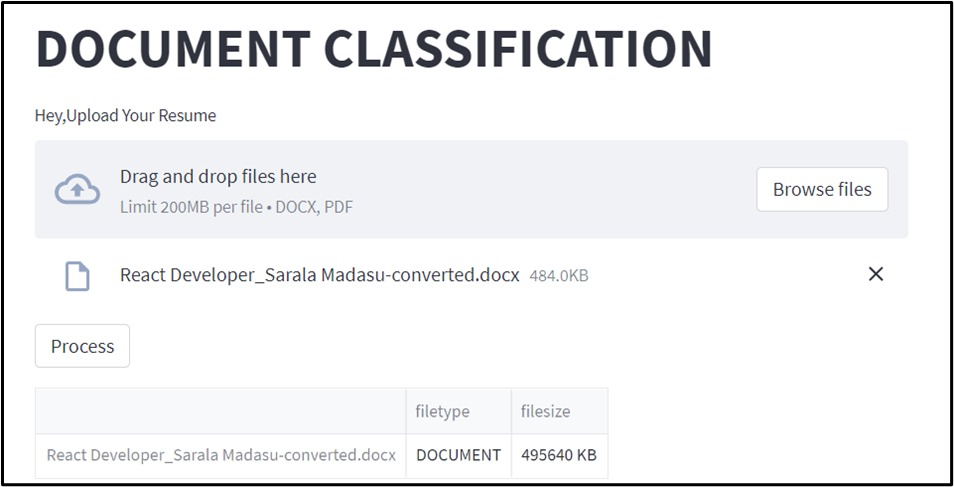 DOCUMENT CLASSIFICATION
Hey,Upload Your Resume
Drag and drop files here
Limit 200MB per file • DOCX, PDF
Browse files
React Developer_Sarala Madasu-converted.docx 484.0KB
Process
filetype filesize
React Developer_Sarala Madasu-converted.docx DOCUMENT 495640 KB